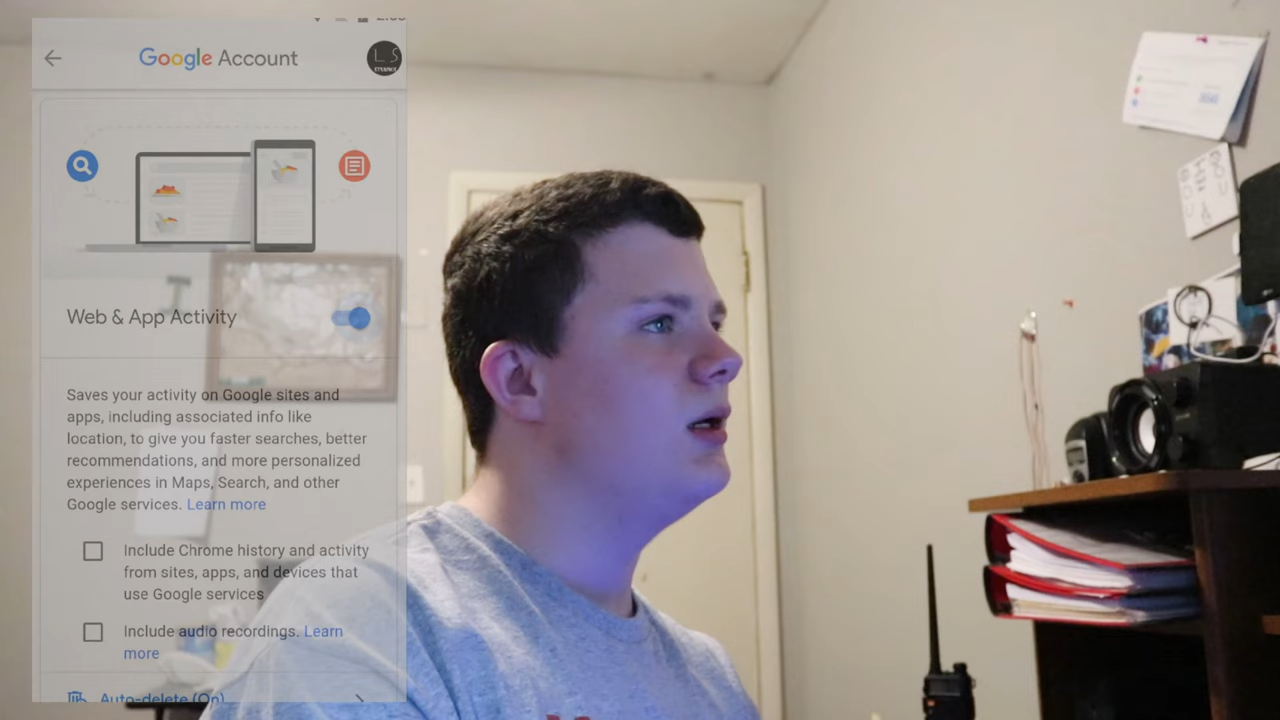 Google Account
Web & App Activity
Saves your activity on Google sites and
apps, including associated info like
location, to give you faster searches, better
recommendations, and more personalized
experiences in Maps, Search, and other
Google services. Learn more
Include Chrome history and activity
from sites, apps, and devices that
use Google services
Include audio recordings. Learn
more
Auto-delete (On)